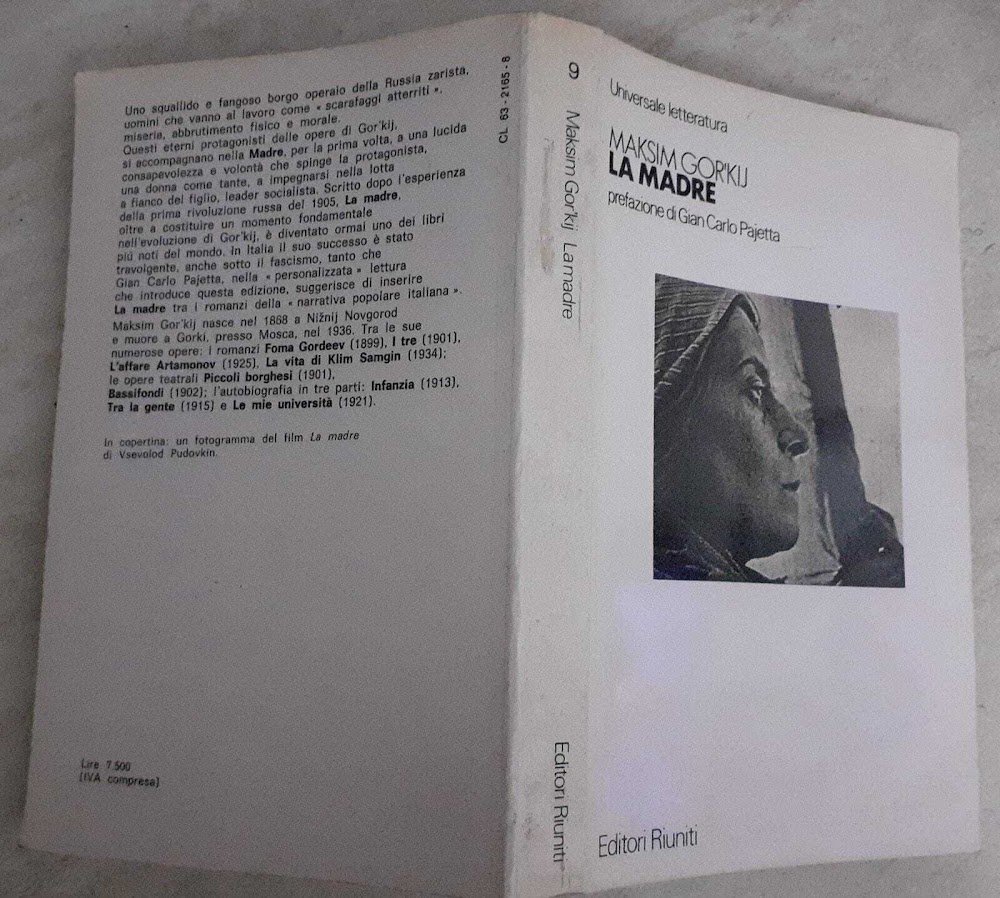 Uno squallido e fangoso borgo operaio della Russia zarista,
uomini che vanno al lavoro come « scarafaggi atterriti »,
miseria, abbrutimento fisico e morale.
Questi eterni protagonisti delle opere di Gor'kij,
si accompagnano nella Madre, per la prima volta, a una lucida
consapevolezza e volontà che spinge la protagonista,
una donna come tante, a impegnarsi nella lotta
a fianco del figlio, leader socialista. Scritto dopo l'esperienza
della prima rivoluzione russa del 1905, La madre,
oltre a costituire un momento fondamentale
nell'evoluzione di Gor'kij, è diventato ormai uno dei libri
piú noti del mondo. In Italia il suo successo è stato
travolgente, anche sotto il fascismo, tanto che
Gian Carlo Pajetta, nella « personalizzata » lettura
che introduce questa edizione, suggerisce di inserire
La madre tra i romanzi della « narrativa popolare italiana ».
Maksim Gor'kij nasce nel 1868 a Nižnij Novgorod
e muore a Gorki, presso Mosca, nel 1936. Tra le sue
numerose opere: i romanzi Foma Gordeev (1899), I tre (1901),
L'affare Artamonov (1925), La vita di Klim Samgin (1934);
le opere teatrali Piccoli borghesi (1901),
Bassifondi (1902); l'autobiografia in tre parti: Infanzia (1913),
Tra la gente (1915) e Le mie università (1921).
In copertina: un fotogramma del film La madre
di Vsevolod Pudovkin.
Lire 7.500
(IVA compresa)
CL 63-2165-8
9
Maksim Gor'kij La madre
Editori Riuniti
Universale letteratura
MAKSIM GOR'KIJ
LA MADRE
prefazione di Gian Carlo Pajetta
Editori Riuniti